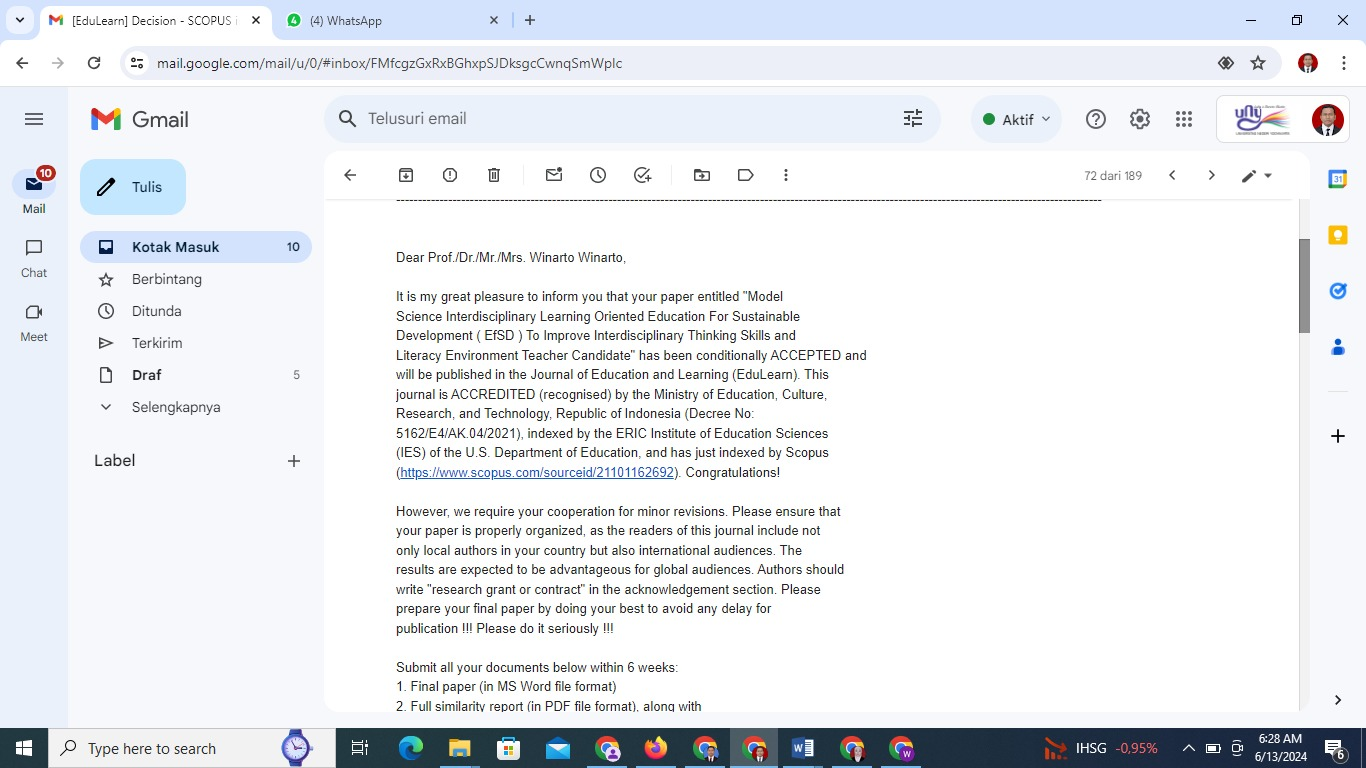 [EduLearn] Decision - SCOPUS i
(4) WhatsApp
mail.google.com/mail/u/0/#inbox/FMfcgzGxRxBGhxpSJDksgcCwnqSmWplc
Gmail
Telusuri email
Aktif
uny
10
Mail
Chat
Meet
Tulis
Kotak Masuk 10
Berbintang
Ditunda
Terkirim
Draf 5
Selengkapnya
Label
72 dari 189
Dear Prof./Dr./Mr./Mrs. Winarto Winarto,
It is my great pleasure to inform you that your paper entitled "Model
Science Interdisciplinary Learning Oriented Education For Sustainable
Development ( EfSD ) To Improve Interdisciplinary Thinking Skills and
Literacy Environment Teacher Candidate" has been conditionally ACCEPTED and
will be published in the Journal of Education and Learning (EduLearn). This
journal is ACCREDITED (recognised) by the Ministry of Education, Culture,
Research, and Technology, Republic of Indonesia (Decree No:
5162/E4/AK.04/2021), indexed by the ERIC Institute of Education Sciences
(IES) of the U.S. Department of Education, and has just indexed by Scopus
(https://www.scopus.com/sourceid/21101162692). Congratulations!
However, we require your cooperation for minor revisions. Please ensure that
your paper is properly organized, as the readers of this journal include not
only local authors in your country but also international audiences. The
results are expected to be advantageous for global audiences. Authors should
write "research grant or contract" in the acknowledgement section. Please
prepare your final paper by doing your best to avoid any delay for
publication !!! Please do it seriously !!!
Submit all your documents below within 6 weeks:
1. Final paper (in MS Word file format)
2. Full similarity report (in PDF file format), along with
31
Type here to search
IHSG -0,95%
6:28 AM
6/13/2024
6